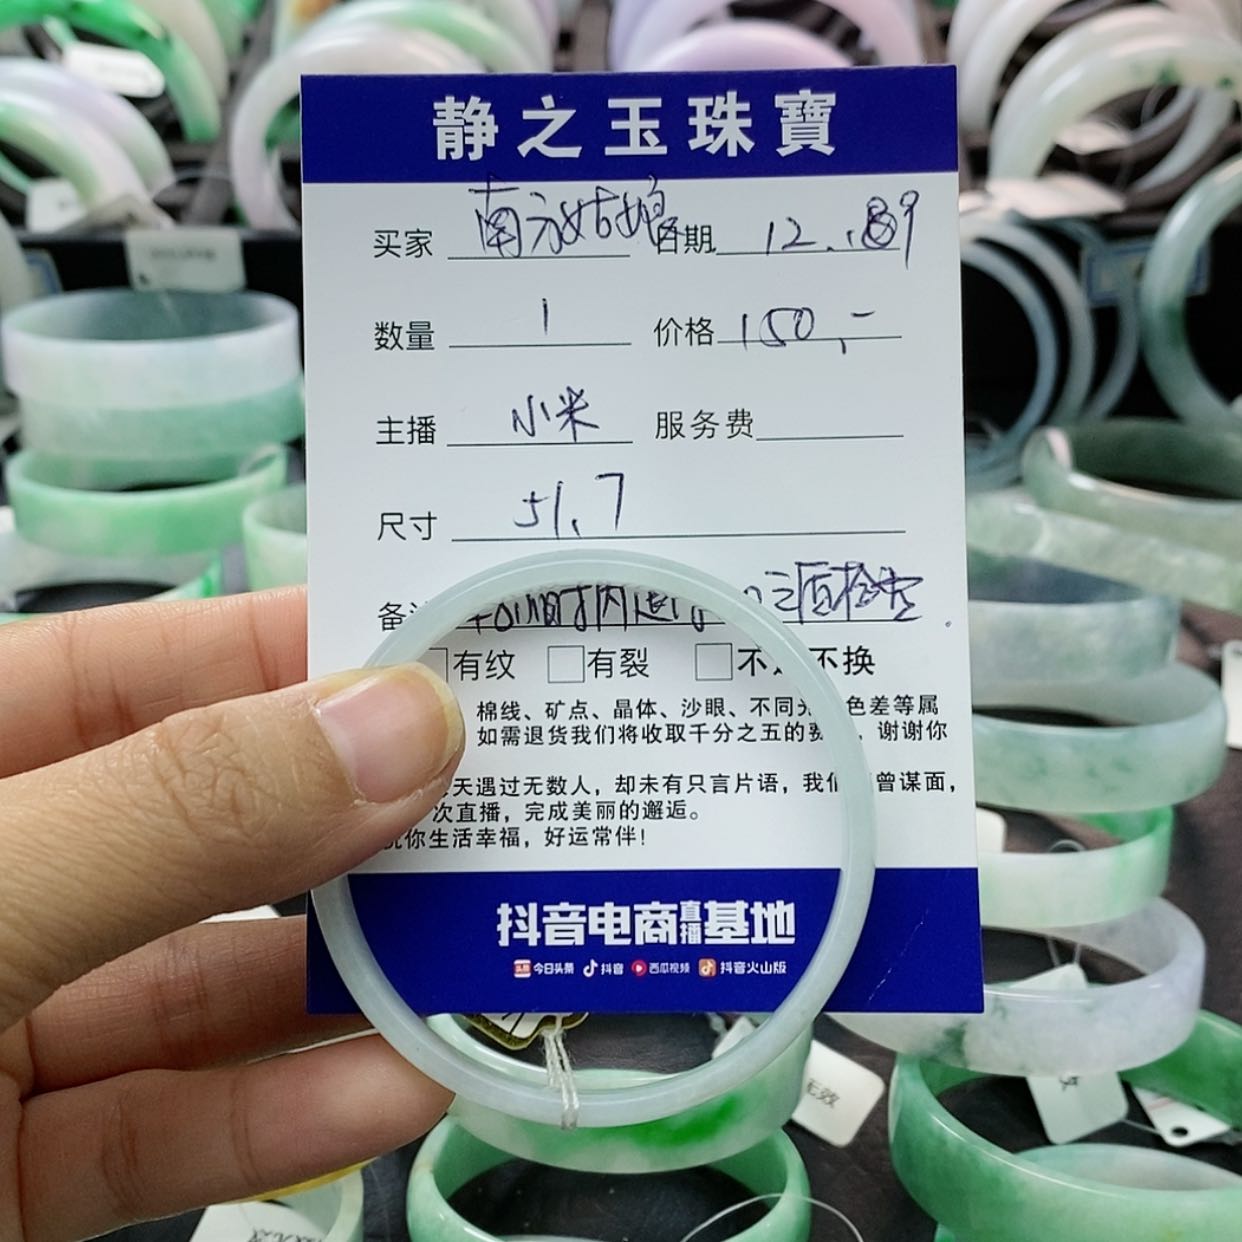 静之玉珠寶
买家 南方姑娘 日期 12.
数量 1 价格 150.-
主播 小米 服务费
尺寸 51.7
备
有纹 有裂 不 不换
棉线、矿点、晶体、沙眼、不同 色差等属
如需退货我们将收取千分之五的 ，谢谢你
天遇过无数人，却未有只言片语，我们 曾谋面，
次直播，完成美丽的邂逅。
你生活幸福，好运常伴！
抖音电商直播基地
头条 今日头条 抖音 西瓜视频 抖音火山版
无效